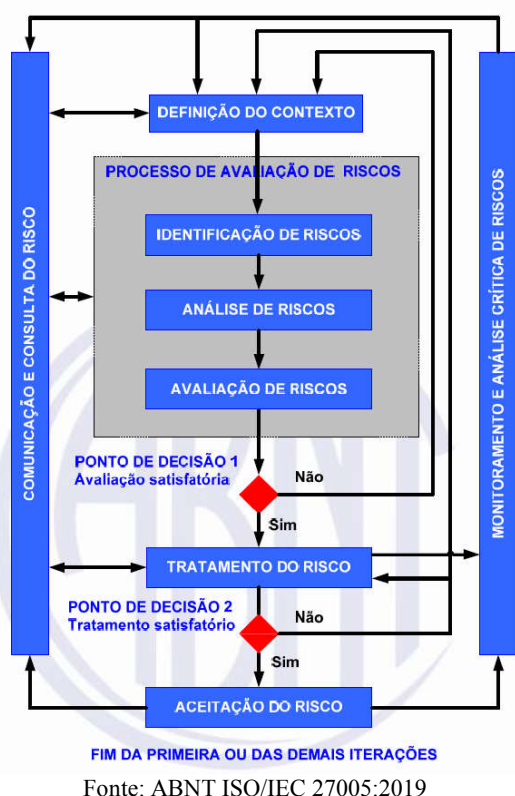 DEFINIÇÃO DO CONTEXTO
PROCESSO DE AVALIAÇÃO DE RISCOS
IDENTIFICAÇÃO DE RISCOS
ANÁLISE DE RISCOS
AVALIAÇÃO DE RISCOS
COMUNICAÇÃO E CONSULTA DO RISCO
MONITORAMENTO E ANÁLISE CRÍTICA DE RISCOS
PONTO DE DECISÃO 1
Avaliação satisfatória
Não
Sim
TRATAMENTO DO RISCO
PONTO DE DECISÃO 2
Tratamento satisfatório
Não
Sim
ACEITAÇÃO DO RISCO
FIM DA PRIMEIRA OU DAS DEMAIS ITERAÇÕES
Fonte: ABNT ISO/IEC 27005:2019
ABNT